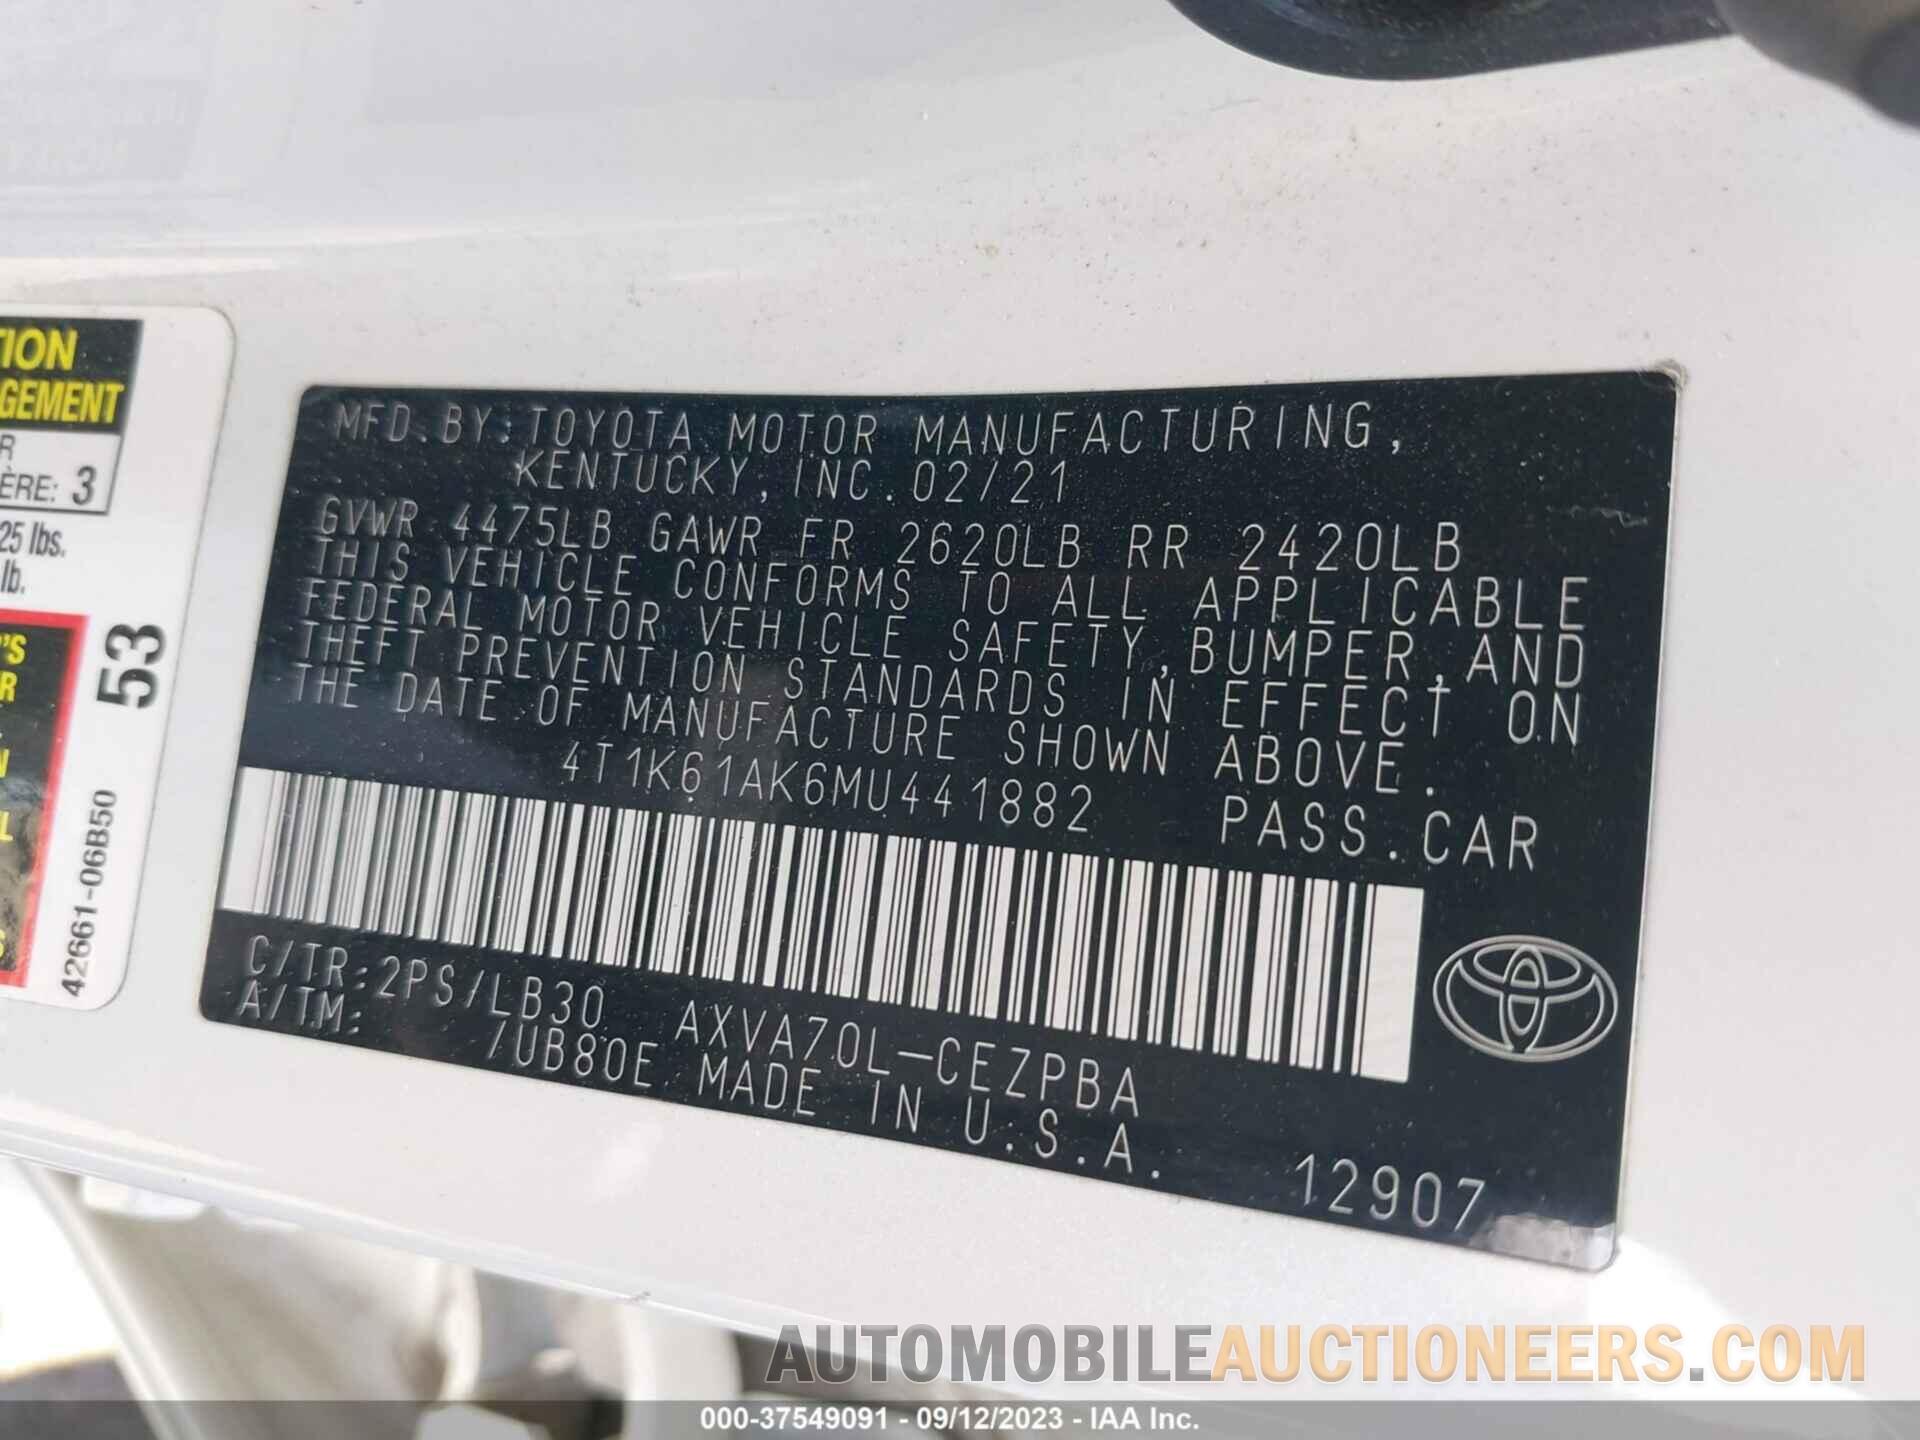 TION
GEMENT
R
ÈRE: 3
25 lbs.
lb.
'S
R
N
L
S
53
42661-06B50
MFD. BY: TOYOTA MOTOR MANUFACTURING,
KENTUCKY, INC. 02/21
GVWR 4475LB GAWR FR 2620LB RR 2420LB
THIS VEHICLE CONFORMS TO ALL APPLICABLE
FEDERAL MOTOR VEHICLE SAFETY, BUMPER, AND
THEFT PREVENTION STANDARDS IN EFFECT ON
THE DATE OF MANUFACTURE SHOWN ABOVE.
4T1K61AK6MU441882 PASS. CAR
C/TR: 2PS/LB30 AXVA70L-CEZPBA
A/TM: /UB80E MADE IN U.S.A.
12907
AUTOMOBILEAUCTIONEERS.COM
000-37549091 - 09/12/2023 - IAA Inc.